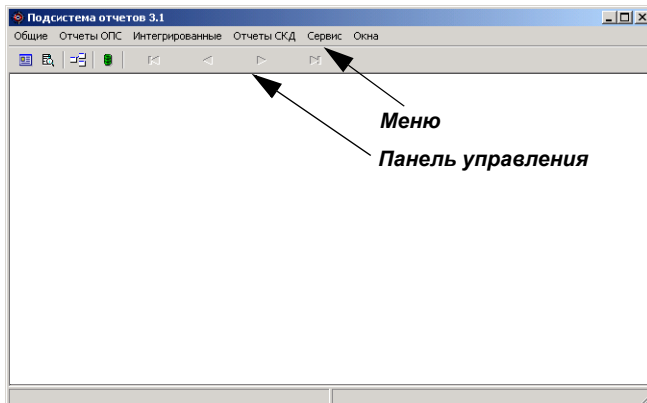 Подсистема отчетов 3.1
Общие Отчеты ОПС Интегрированные Отчеты СКД Сервис Окна
Меню
Панель управления